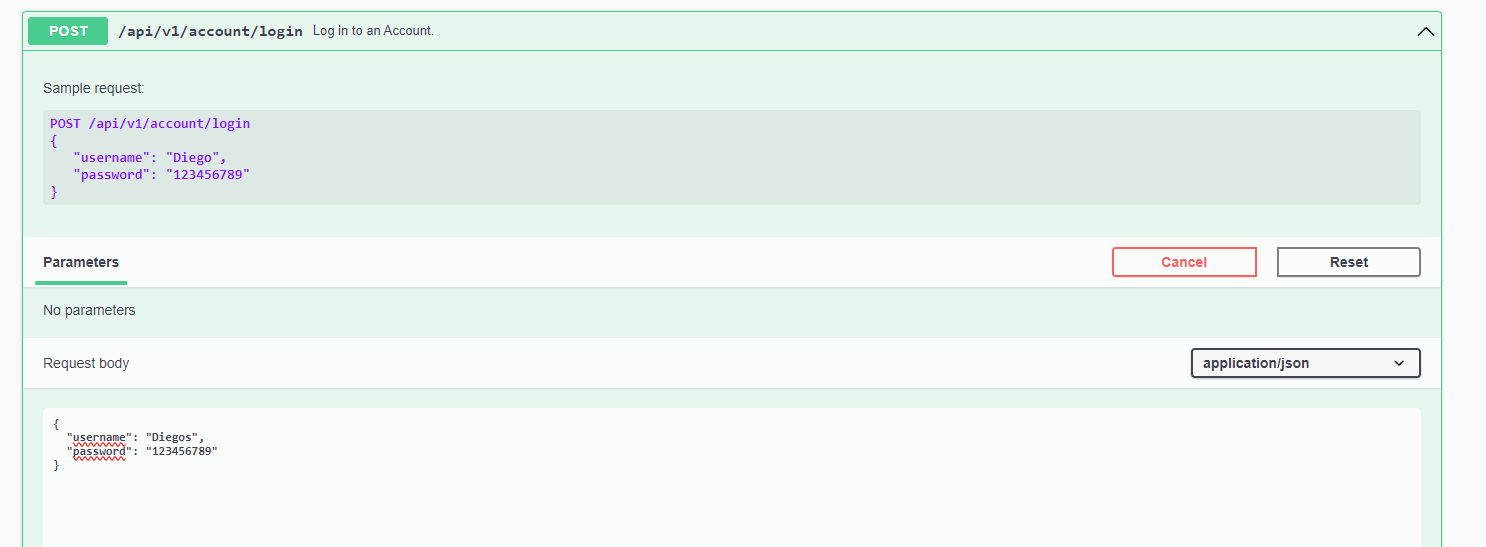 POST /api/v1/account/login Log in to an Account.
Sample request:
POST /api/v1/account/login
{
"username": "Diego",
"password": "123456789"
}
Parameters Cancel Reset
No parameters
Request body application/json
{
"username": "Diegos",
"password": "123456789"
}